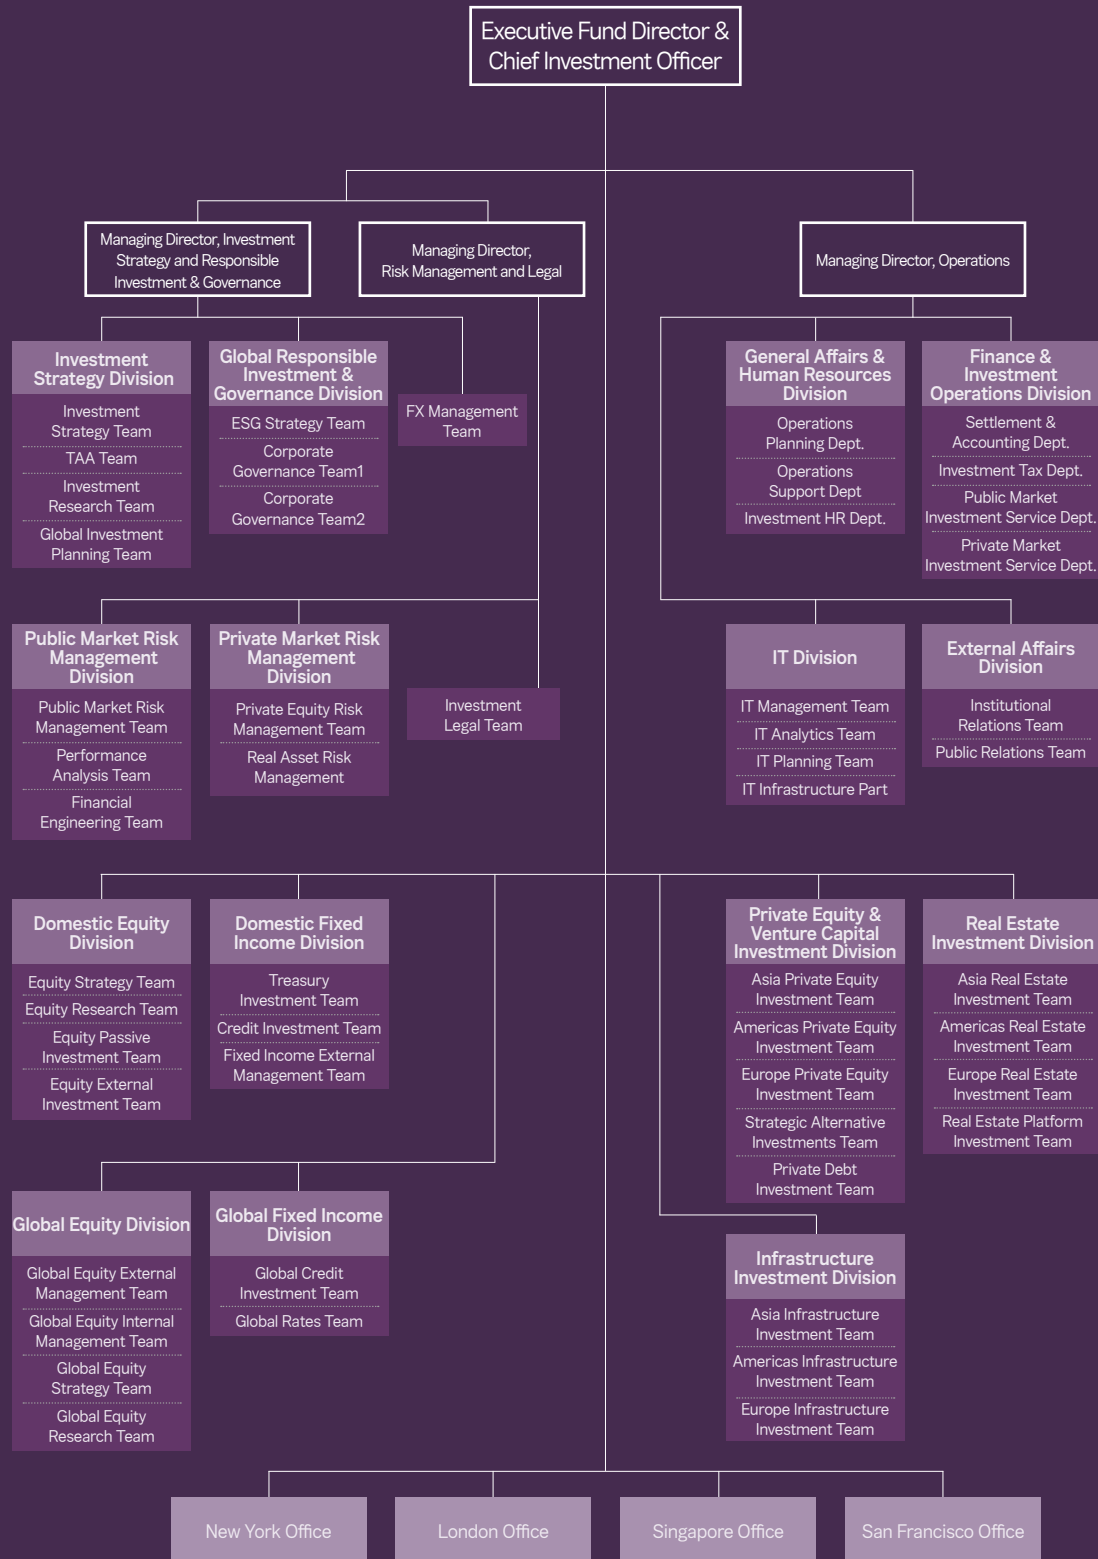 Executive Fund Director &
Chief Investment Officer
Managing Director, Investment
Strategy and Responsible
Investment & Governance
Managing Director,
Risk Management and Legal
Managing Director, Operations
Investment
Strategy Division
Investment
Strategy Team
TAA Team
Investment
Research Team
Global Investment
Planning Team
Global Responsible
Investment &
Governance Division
ESG Strategy Team
Corporate
Governance Team1
Corporate
Governance Team2
FX Management
Team
General Affairs &
Human Resources
Division
Operations
Planning Dept.
Operations
Support Dept
Investment HR Dept.
Finance &
Investment
Operations Division
Settlement &
Accounting Dept.
Investment Tax Dept.
Public Market
Investment Service Dept.
Private Market
Investment Service Dept.
Public Market Risk
Management
Division
Public Market Risk
Management Team
Performance
Analysis Team
Financial
Engineering Team
Private Market Risk
Management
Division
Private Equity Risk
Management Team
Real Asset Risk
Management
Investment
Legal Team
IT Division
IT Management Team
IT Analytics Team
IT Planning Team
IT Infrastructure Part
External Affairs
Division
Institutional
Relations Team
Public Relations Team
Domestic Equity
Division
Equity Strategy Team
Equity Research Team
Equity Passive
Investment Team
Equity External
Investment Team
Domestic Fixed
Income Division
Treasury
Investment Team
Credit Investment Team
Fixed Income External
Management Team
Private Equity &
Venture Capital
Investment Division
Asia Private Equity
Investment Team
Americas Private Equity
Investment Team
Europe Private Equity
Investment Team
Strategic Alternative
Investments Team
Private Debt
Investment Team
Real Estate
Investment Division
Asia Real Estate
Investment Team
Americas Real Estate
Investment Team
Europe Real Estate
Investment Team
Real Estate Platform
Investment Team
Global Equity Division
Global Equity External
Management Team
Global Equity Internal
Management Team
Global Equity
Strategy Team
Global Equity
Research Team
Global Fixed Income
Division
Global Credit
Investment Team
Global Rates Team
Infrastructure
Investment Division
Asia Infrastructure
Investment Team
Americas Infrastructure
Investment Team
Europe Infrastructure
Investment Team
New York Office
London Office
Singapore Office
San Francisco Office